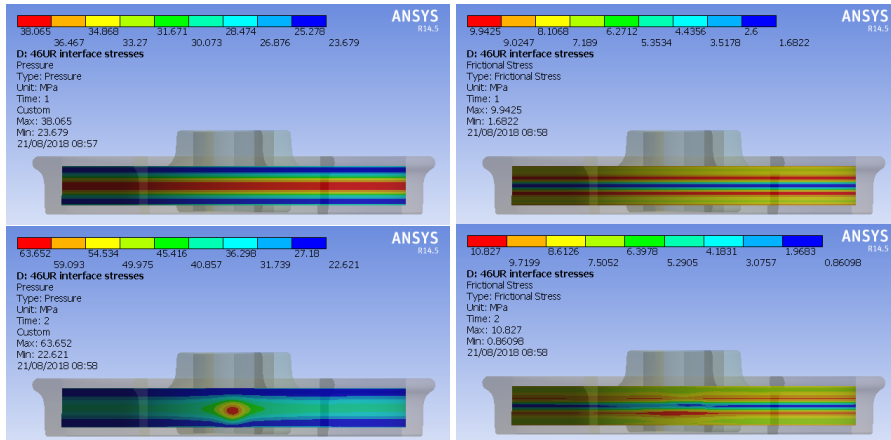 38.065 34.868 31.671 28.474 25.278
36.467 33.27 30.073 26.876 23.679
ANSYS
R14.5
D: 46UR interface stresses
Pressure
Type: Pressure
Unit: MPa
Time: 1
Custom
Max: 38.065
Min: 23.679
21/08/2018 08:57
9.9425 8.1068 6.2712 4.4356 2.6
9.0247 7.189 5.3534 3.5178 1.6822
ANSYS
R14.5
D: 46UR interface stresses
Frictional Stress
Type: Frictional Stress
Unit: MPa
Time: 1
Max: 9.9425
Min: 1.6822
21/08/2018 08:58
63.652 54.534 45.416 36.298 27.18
59.093 49.975 40.857 31.739 22.621
ANSYS
R14.5
D: 46UR interface stresses
Pressure
Type: Pressure
Unit: MPa
Time: 2
Custom
Max: 63.652
Min: 22.621
21/08/2018 08:58
10.827 8.6126 6.3978 4.1831 1.9683
9.7199 7.5052 5.2905 3.0757 0.86098
ANSYS
R14.5
D: 46UR interface stresses
Frictional Stress
Type: Frictional Stress
Unit: MPa
Time: 2
Max: 10.827
Min: 0.86098
21/08/2018 08:58